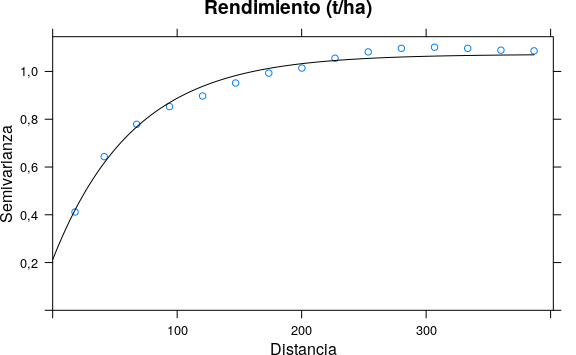 Rendimiento (t/ha)
1,0
0,8
0,6
0,4
0,2
Semivarianza
100 200 300
Distancia